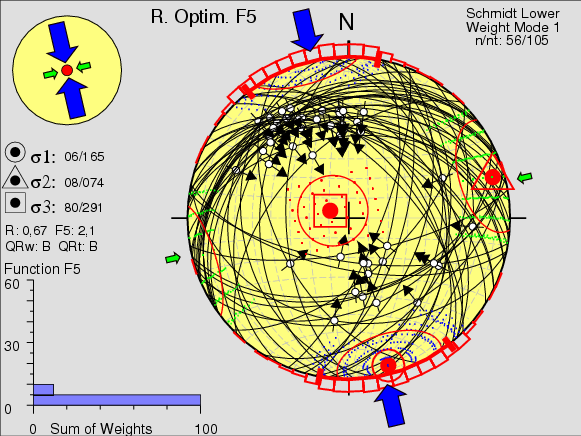 R. Optim. F5
N
Schmidt Lower
Weight Mode 1
n/nt: 56/105
σ1: 06/165
σ2: 08/074
σ3: 80/291
R : 0,67 F5: 2,1
QRw: B QRt: B
Function F5
60
30
0
0 Sum of Weights 100